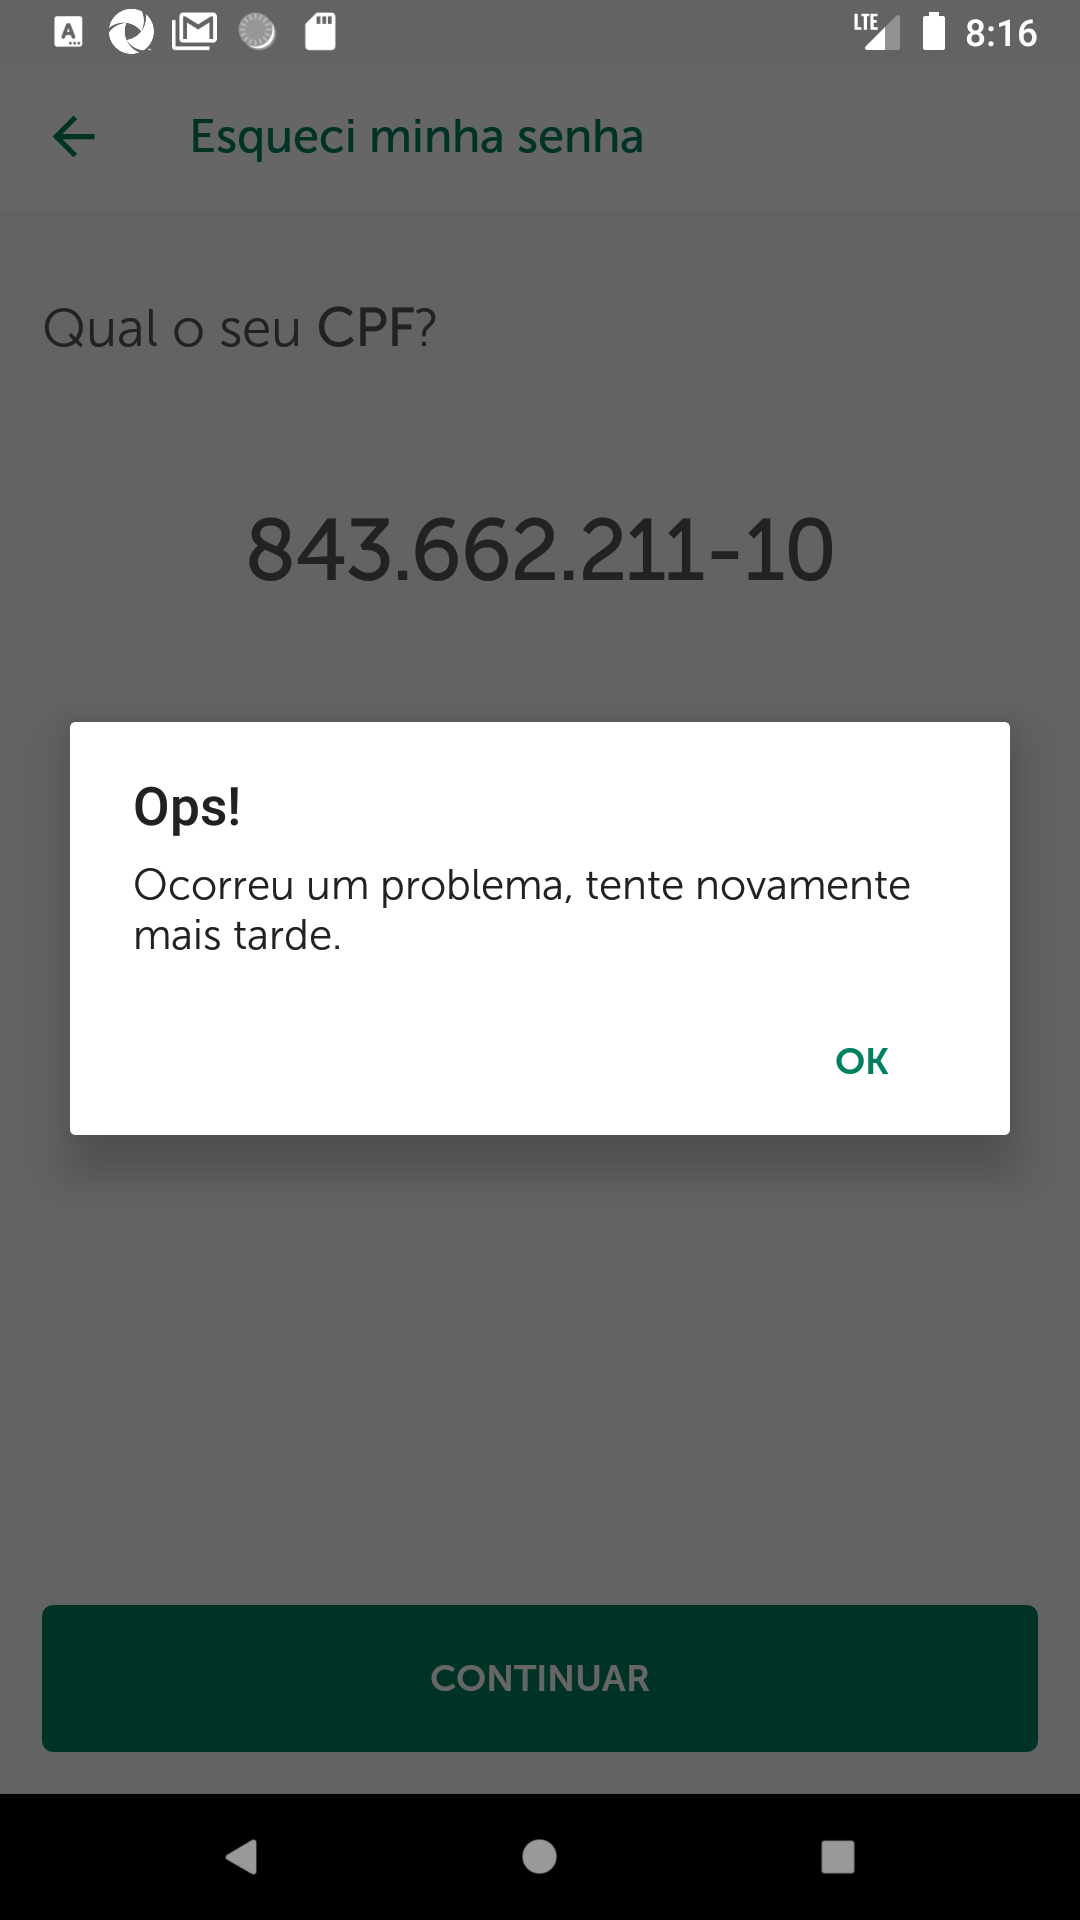 LTE 8:16
Esqueci minha senha
Qual o seu CPF?
843.662.211-10
Ops!
Ocorreu um problema, tente novamente
mais tarde.
OK
CONTINUAR